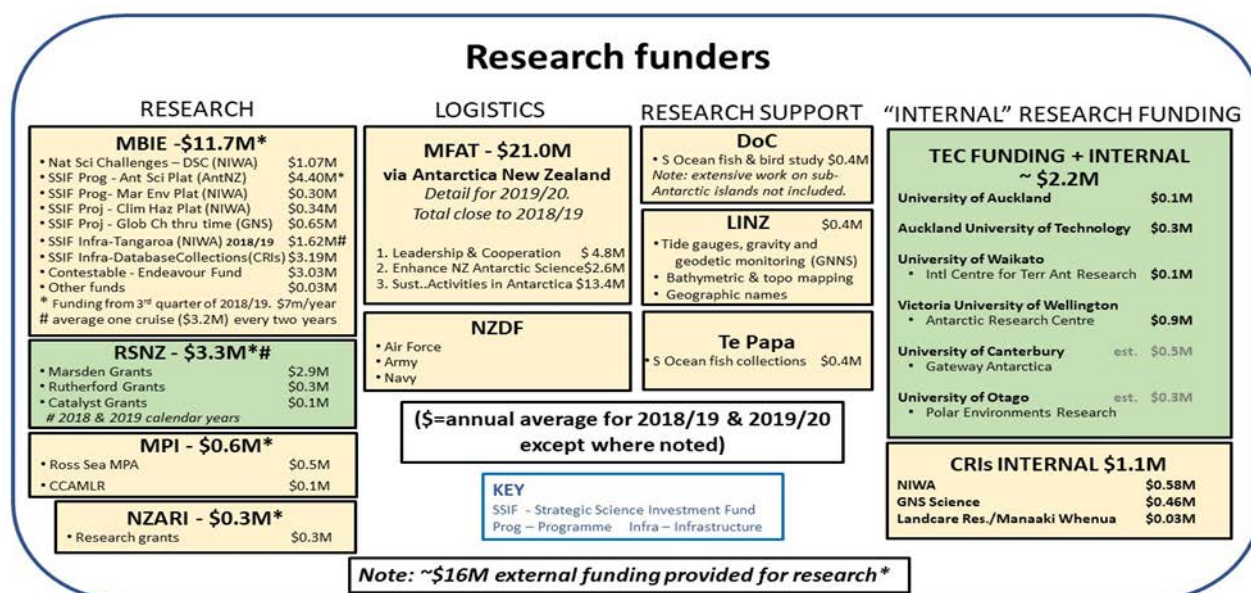 Research funders
RESEARCH
MBIE -$11.7M*
• Nat Sci Challenges – DSC (NIWA) $1.07M
• SSIF Prog - Ant Sci Plat (AntNZ) $4.40M*
• SSIF Prog- Mar Env Plat (NIWA) $0.30M
• SSIF Proj - Clim Haz Plat (NIWA) $0.34M
• SSIF Proj - Glob Ch thru time (GNS) $0.65M
• SSIF Infra-Tangaroa (NIWA) 2018/19 $1.62M#
• SSIF Infra-DatabaseCollections(CRIs) $3.19M
• Contestable - Endeavour Fund $3.03M
• Other funds $0.03M
* Funding from 3rd quarter of 2018/19. $7m/year
# average one cruise ($3.2M) every two years
RSNZ - $3.3M*#
• Marsden Grants $2.9M
• Rutherford Grants $0.3M
• Catalyst Grants $0.1M
# 2018 & 2019 calendar years
MPI - $0.6M*
• Ross Sea MPA $0.5M
• CCAMLR $0.1M
NZARI - $0.3M*
• Research grants $0.3M
LOGISTICS
MFAT - $21.0M
via Antarctica New Zealand
Detail for 2019/20.
Total close to 2018/19
1. Leadership & Cooperation $ 4.8M
2. Enhance NZ Antarctic Science$2.6M
3. Sust..Activities in Antarctica $13.4M
NZDF
• Air Force
• Army
• Navy
RESEARCH SUPPORT
DoC
• S Ocean fish & bird study $0.4M
Note: extensive work on sub-
Antarctic islands not included.
LINZ $0.4M
• Tide gauges, gravity and
geodetic monitoring (GNNS)
• Bathymetric & topo mapping
• Geographic names
Te Papa
• S Ocean fish collections $0.4M
($=annual average for 2018/19 & 2019/20
except where noted)
KEY
SSIF - Strategic Science Investment Fund
Prog – Programme Infra – Infrastructure
"INTERNAL" RESEARCH FUNDING
TEC FUNDING + INTERNAL
~ $2.2M
University of Auckland $0.1M
Auckland University of Technology $0.3M
University of Waikato
• Intl Centre for Terr Ant Research $0.1M
Victoria University of Wellington
• Antarctic Research Centre $0.9M
University of Canterbury est. $0.5M
• Gateway Antarctica
University of Otago est. $0.3M
• Polar Environments Research
CRIs INTERNAL $1.1M
NIWA $0.58M
GNS Science $0.46M
Landcare Res./Manaaki Whenua $0.03M
Note: ~$16M external funding provided for research*